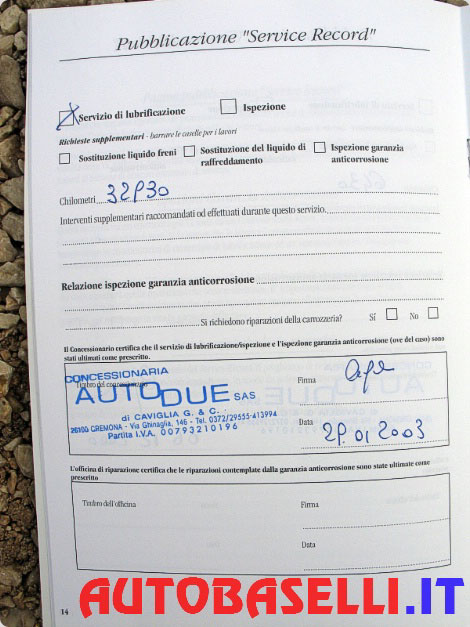 Pubblicazione "Service Record"
Servizio di lubrificazione Ispezione
Richieste supplementari - barrare le caselle per i lavori
Sostituzione liquido freni Sostituzione del liquido di raffreddamento Ispezione garanzia anticorrosione
Chilometri 32930
Interventi supplementari raccomandati od effettuati durante questo servizio
Relazione ispezione garanzia anticorrosione
Si richiedono riparazioni della carrozzeria? Sì No
Il Concessionario certifica che il servizio di lubrificazione/ispezione e l'ispezione garanzia anticorrosione (ove del caso) sono
stati ultimati come prescritto.
Timbro del concessionario
CONCESSIONARIA
AUTODUE SAS
di CAVIGLIA G. & C.
26100 CREMONA - Via Ghinaglia, 146 - Tel. 0372/29555-413994
Partita I.V.A. 00793210196
Firma
Data 29 01 2003
L'officina di riparazione certifica che le riparazioni contemplate dalla garanzia anticorrosione sono state ultimate come
prescritto
Timbro dell'officina Firma
Data
14
AUTOBASELLI.IT